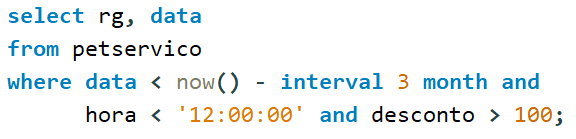 select rg, data
from petservico
where data < now() - interval 3 month and
hora < '12:00:00' and desconto > 100;